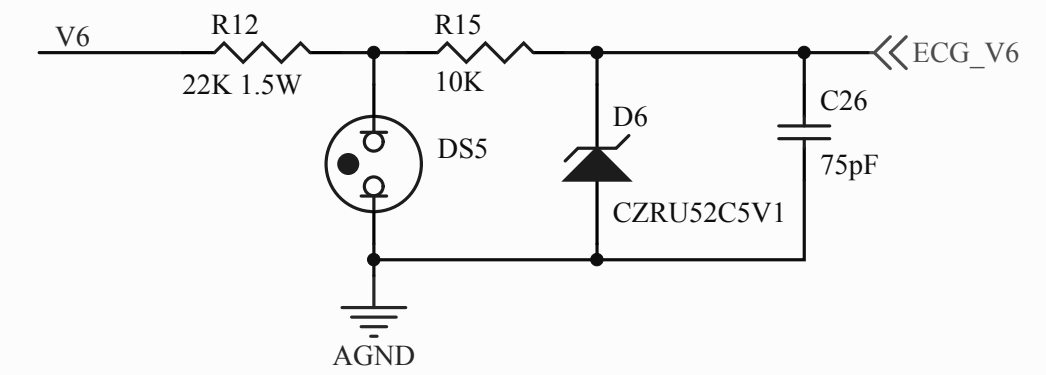 R12
R15
V6
ECG_V6
22K 1.5W
10K
C26
D6
DS5
75pF
CZRU52C5V1
AGND